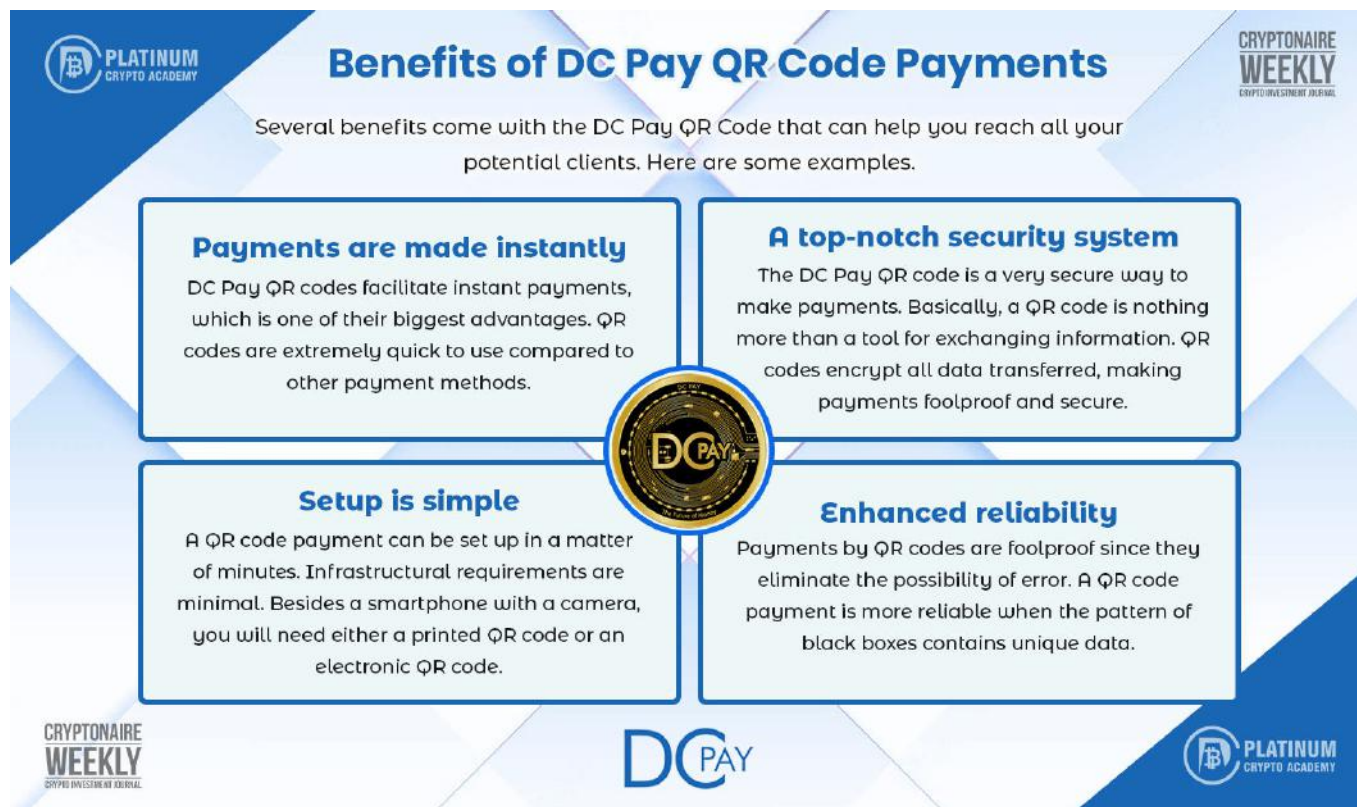 PLATINUM
CRYPTO ACADEMY
Benefits of DC Pay QR Code Payments
CRYPTONAIRE
WEEKLY
CRYPTO INVESTMENT JOURNAL
Several benefits come with the DC Pay QR Code that can help you reach all your
potential clients. Here are some examples.
Payments are made instantly
DC Pay QR codes facilitate instant payments,
which is one of their biggest advantages. QR
codes are extremely quick to use compared to
other payment methods.
A top-notch security system
The DC Pay QR code is a very secure way to
make payments. Basically, a QR code is nothing
more than a tool for exchanging information. QR
codes encrypt all data transferred, making
payments foolproof and secure.
DC PAY
DC PAY
The Future of Money
Setup is simple
A QR code payment can be set up in a matter
of minutes. Infrastructural requirements are
minimal. Besides a smartphone with a camera,
you will need either a printed QR code or an
electronic QR code.
Enhanced reliability
Payments by QR codes are foolproof since they
eliminate the possibility of error. A QR code
payment is more reliable when the pattern of
black boxes contains unique data.
CRYPTONAIRE
WEEKLY
CRYPTO INVESTMENT JOURNAL
DC PAY
PLATINUM
CRYPTO ACADEMY